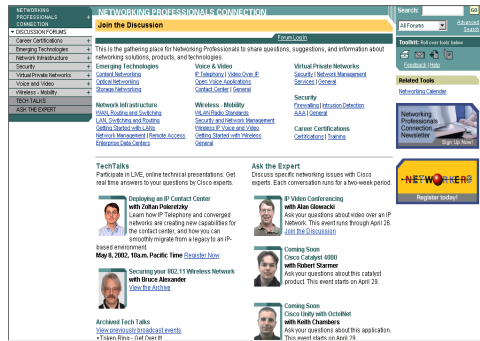 NETWORKING
PROFESSIONALS +
CONNECTION
DISCUSSION FORUMS
Career Certifications +
Emerging Technologies +
Network Infrastructure +
Security +
Virtual Private Networks +
Voice and Video +
Wireless - Mobility +
TECH TALKS
ASK THE EXPERT
NETWORKING PROFESSIONALS CONNECTION
Join the Discussion
Forum Login
This is the gathering place for Networking Professionals to share questions, suggestions, and information about
networking solutions, products, and technologies.
Emerging Technologies
Content Networking
Optical Networking
Storage Networking
Voice & Video
IP Telephony | Video Over IP
Open Voice Applications
Contact Center | General
Virtual Private Networks
Security | Network Management
Services | General
Network Infrastructure
WAN, Routing and Switching
LAN, Switching and Routing
Getting Started with LANs
Network Management | Remote Access
Enterprise Data Centers
Wireless - Mobility
WLAN Radio Standards
Security and Network Management
Wireless IP Voice and Video
Getting Started with Wireless
General
Security
Firewalling | Intrusion Detection
AAA | General
Career Certifications
Certifications | Training
TechTalks
Participate in LIVE, online technical presentations. Get
real time answers to your questions by Cisco experts.
Deploying an IP Contact Center
with Zoltan Paleretzky
Learn how IP Telephony and converged
networks are creating new capabilities for
the contact center, and how you can
smoothly migrate from a legacy to an IP-
based environment.
May 8, 2002, 10a.m. Pacific Time Register Now
Securing your 802.11 Wireless Network
with Bruce Alexander
View the Archive
Archived Tech Talks
View previously broadcast events
• Token Ring - Get Over It!
Ask the Expert
Discuss specific networking issues with Cisco
experts. Each conversation runs for a two-week period.
IP Video Conferencing
with Alan Glowacki
Ask your questions about video over an IP
Network. This event runs through April 26.
Join the Discussion
Coming Soon
Cisco Catalyst 4000
with Robert Starmer
Ask your questions about this catalyst
product. This event starts on April 29.
Coming Soon
Cisco Unity with OctelNet
with Keith Chambers
Ask your questions about this application.
This event starts on April 29.
Search: GO
All Forums
Advanced
Search
Toolkit: Roll over tools below
Feedback | Help
Related Tools
Networking Calendar
Networking
Professionals
Connection
Newsletter
Sign Up Now!
NETWORKERS
Register today!